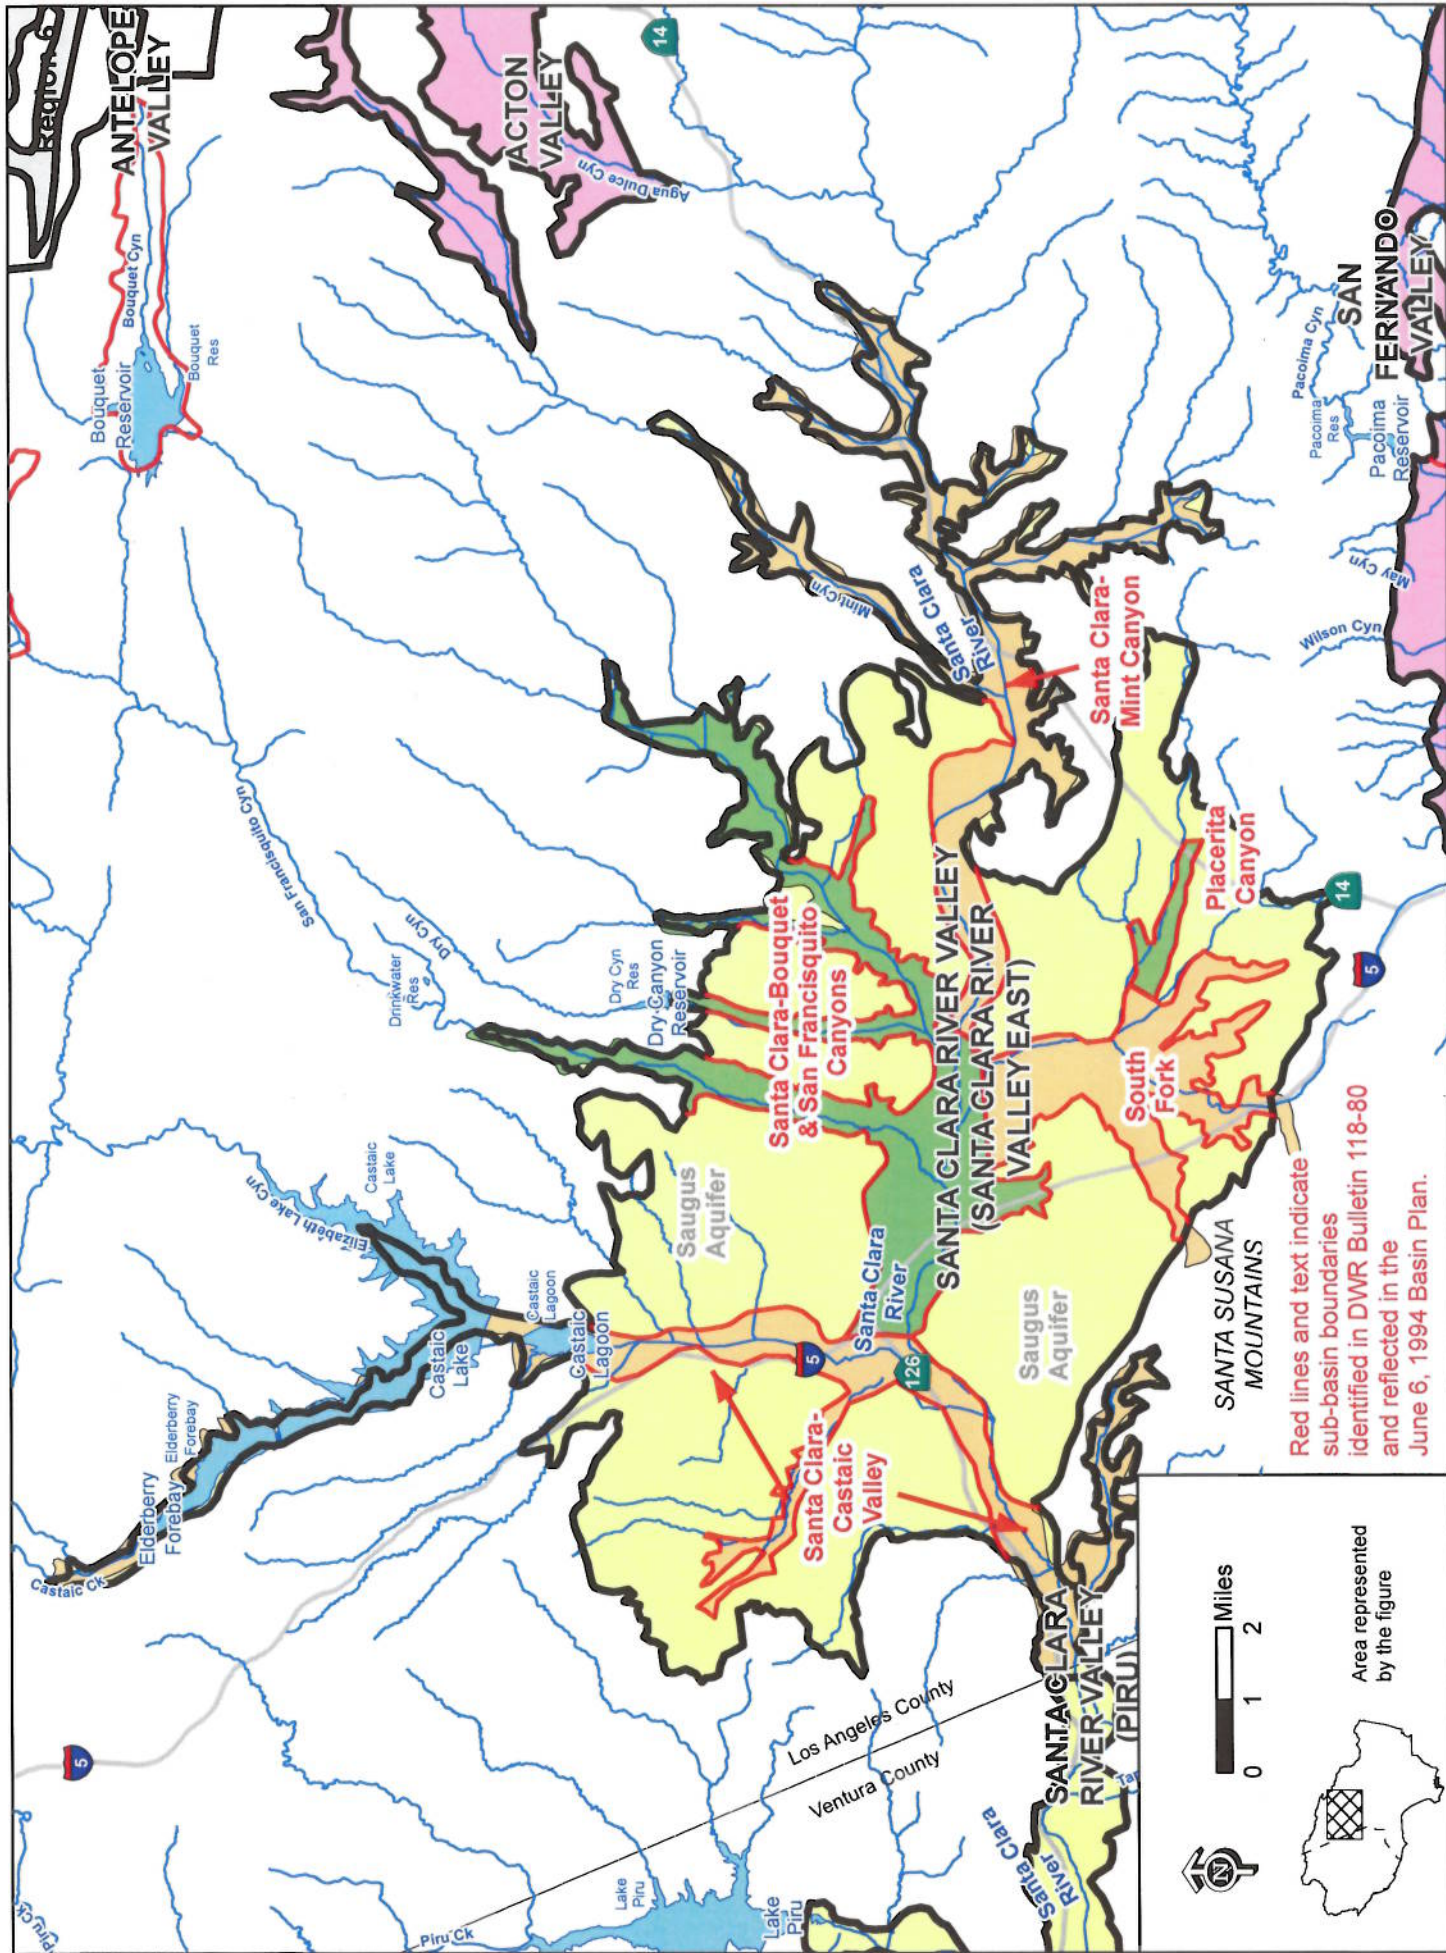 Region 6
ANTELOPE
VALLEY
Bouquet Cyn
Bouquet
Reservoir
Bouquet
Res
ACTON
VALLEY
Agua Dulce Cyn
14
SAN
FERNANDO
VALLEY
Pacoima Cyn
Pacoima
Res
Pacoima
Reservoir
May Cyn
Wilson Cyn
Mint Cyn
Santa Clara
River
Santa Clara-
Mint Canyon
San Francisquito Cyn
Dry Cyn
Drinkwater
Res
Dry Cyn
Res
Dry Canyon
Reservoir
Santa Clara-Bouquet
& San Francisquito
Canyons
SANTA CLARA RIVER VALLEY
(SANTA CLARA RIVER
VALLEY EAST)
Placerita
Canyon
14
5
South
Fork
Saugus
Aquifer
Santa Clara
River
Saugus
Aquifer
SANTA SUSANA
MOUNTAINS
Castaic
Lake
Elizabeth Lake Cyn
Castaic
Lagoon
Castaic
Lagoon
Castaic
Lake
Elderberry
Forebay
Elderberry
Forebay
Castaic Ck
5
126
Santa Clara-
Castaic
Valley
5
Los Angeles County
Ventura County
SANTA CLARA
RIVER VALLEY
(PIRU)
Santa Clara
River
Piru Ck
Piru Ck
Lake
Piru
Lake
Piru
Red lines and text indicate
sub-basin boundaries
identified in DWR Bulletin 118-80
and reflected in the
June 6, 1994 Basin Plan.
N
0 1 2
Miles
Area represented
by the figure